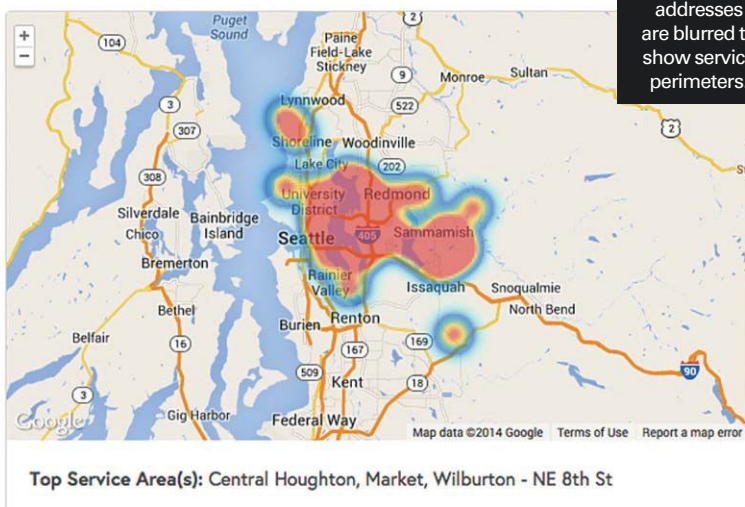 addresses
are blurred t
show servic
perimeters
+
−
Puget
Sound
104
2
Paine
Field-Lake
Stickney
9
Monroe
Sultan
3
Lynnwood
522
307
2
Shoreline
Woodinville
Lake City
202
308
University
District
Redmond
Silverdale
Bainbridge
Island
Chico
Seattle
405
Sammamish
Bremerton
Rainier
Valley
Issaquah
Snoqualmie
Bethel
Renton
North Bend
Burien
Belfair
16
167
169
90
509
Kent
18
3
Gig Harbor
Federal Way
Google
Map data ©2014 Google
Terms of Use
Report a map error
Top Service Area(s): Central Houghton, Market, Wilburton - NE 8th St